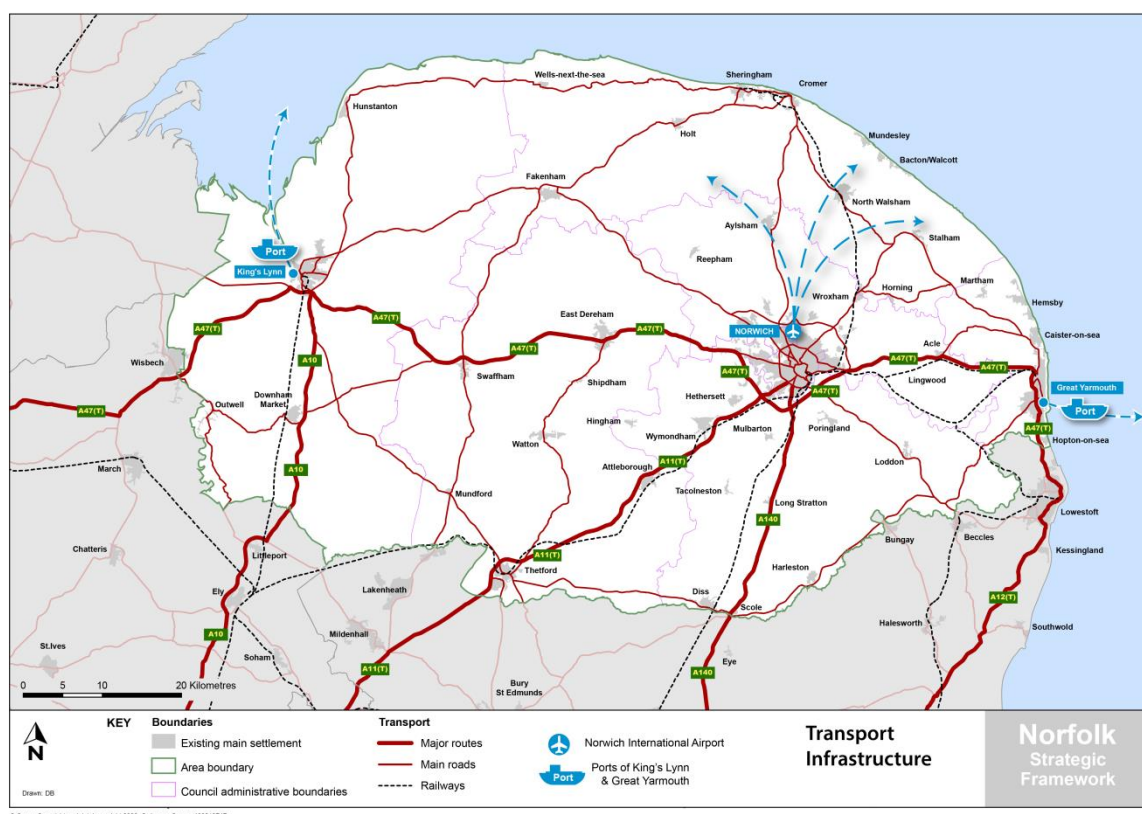 Wells-next-the-sea
Sheringham
Cromer
Hunstanton
Holt
Mundesley
Bacton/Walcott
Fakenham
North Walsham
Aylsham
Stalham
Port
Reepham
King's Lynn
Martham
Horning
Wroxham
Hemsby
East Dereham
NORWICH
Caister-on-sea
A47(T)
A47(T)
A47(T)
A47(T)
Acle
A47(T)
A10
A47(T)
Wisbech
Swaffham
A47(T)
Lingwood
Great Yarmouth
Shipdham
Hethersett
A47(T)
Port
Downham
Market
Outwell
A47(T)
Hingham
Poringland
A47(T)
Watton
Wymondham
Mulbarton
Hopton-on-sea
March
A10
Attleborough
A11(T)
Loddon
Mundford
Tacolneston
Long Stratton
Lowestoft
A140
Chatteris
Littleport
A11(T)
Bungay
Beccles
Kessingland
Thetford
Harleston
Ely
Lakenheath
Diss
A12(T)
Scole
Halesworth
Southwold
A10
Mildenhall
St.Ives
Soham
Eye
A11(T)
A140
Bury
St Edmunds
0 5 10 20 Kilometres
KEY
Boundaries
Transport
Existing main settlement
Major routes
Norwich International Airport
Transport
Infrastructure
Norfolk
Strategic
Framework
N
Area boundary
Main roads
Port
Ports of King's Lynn
& Great Yarmouth
Drawn: DB
Council administrative boundaries
Railways